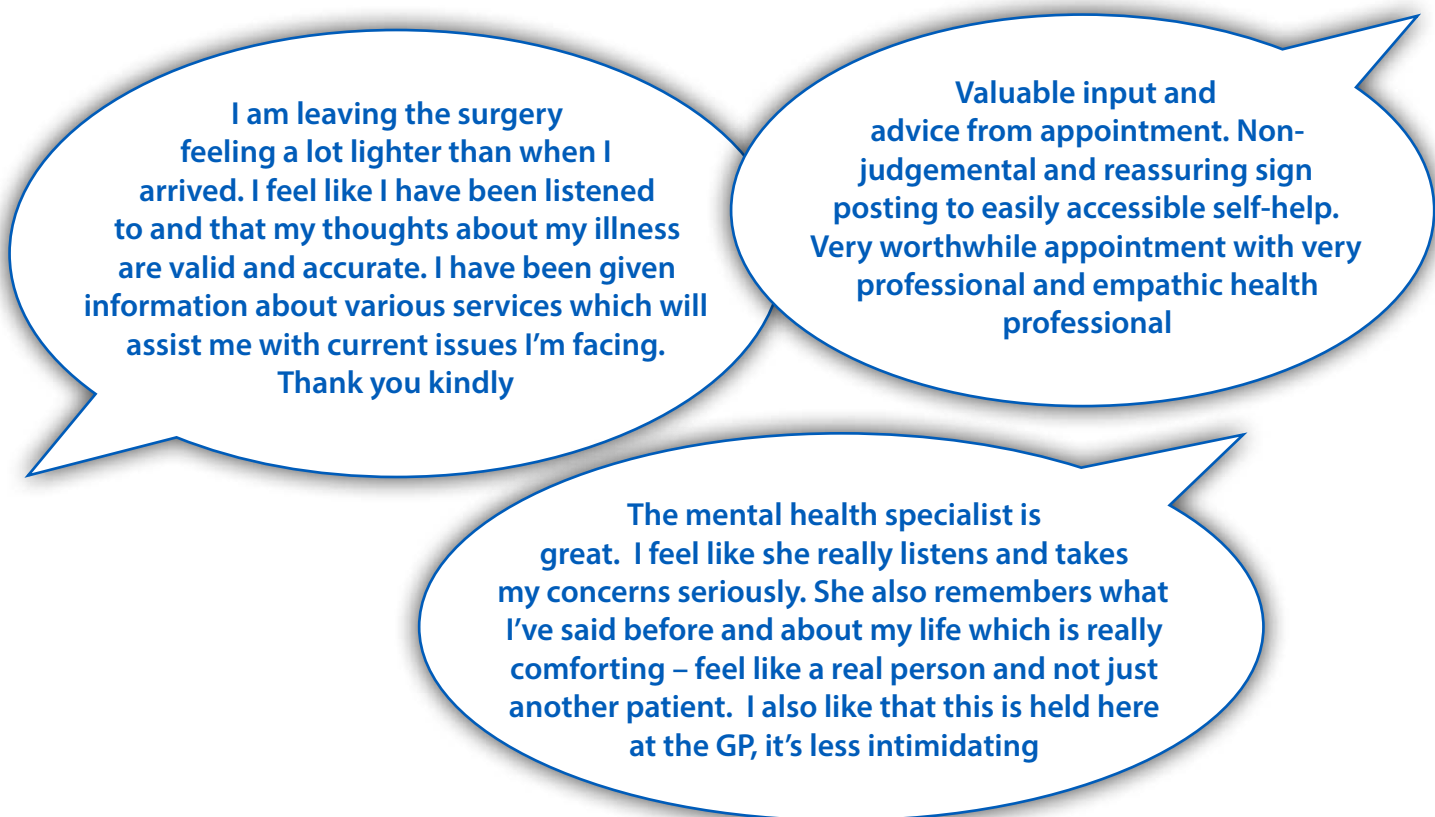 I am leaving the surgery
feeling a lot lighter than when I
arrived. I feel like I have been listened
to and that my thoughts about my illness
are valid and accurate. I have been given
information about various services which will
assist me with current issues I’m facing.
Thank you kindly
Valuable input and
advice from appointment. Non-
judgemental and reassuring sign
posting to easily accessible self-help.
Very worthwhile appointment with very
professional and empathic health
professional
The mental health specialist is
great.  I feel like she really listens and takes
my concerns seriously. She also remembers what
I’ve said before and about my life which is really
comforting – feel like a real person and not just
another patient.  I also like that this is held here
at the GP, it’s less intimidating